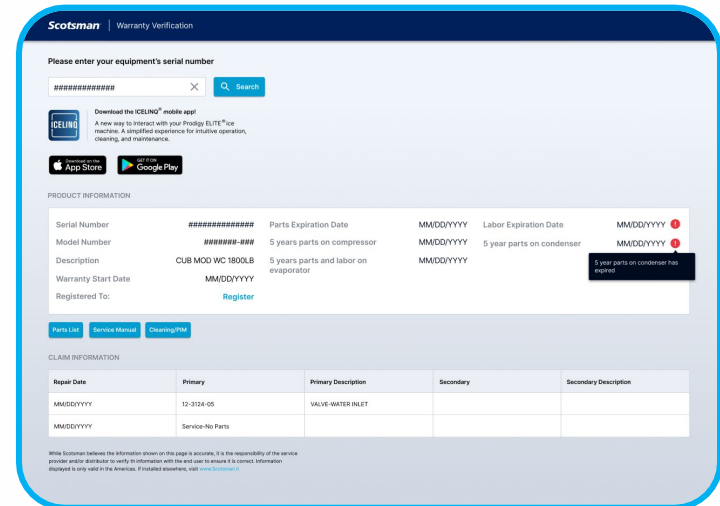 Scotsman® | Warranty Verification
Please enter your equipment's serial number
############# × Search
Download the ICELINQ® mobile app!
ICELINQ
A new way to interact with your Prodigy ELITE® ice
machine. A simplified experience for intuitive operation,
cleaning, and maintenance.
Download on the App Store
GET IT ON Google Play
PRODUCT INFORMATION
Serial Number ##############
Model Number #######-###
Description CUB MOD WC 1800LB
Warranty Start Date MM/DD/YYYY
Registered To: Register
Parts Expiration Date MM/DD/YYYY
5 years parts on compressor MM/DD/YYYY
5 years parts and labor on MM/DD/YYYY
evaporator
Labor Expiration Date MM/DD/YYYY !
5 year parts on condenser MM/DD/YYYY !
5 year parts on condenser has
expired
Parts List Service Manual Cleaning/PIM
CLAIM INFORMATION
Repair Date Primary Primary Description Secondary Secondary Description
MM/DD/YYYY 12-3124-05 VALVE-WATER INLET
MM/DD/YYYY Service-No Parts
While Scotsman believes the information shown on this page is accurate, it is the responsibility of the service
provider and/or distributor to verify th information with the end user to ensure it is correct. Information
displayed is only valid in the Americas. If installed elsewhere, visit www.Scotsman.it